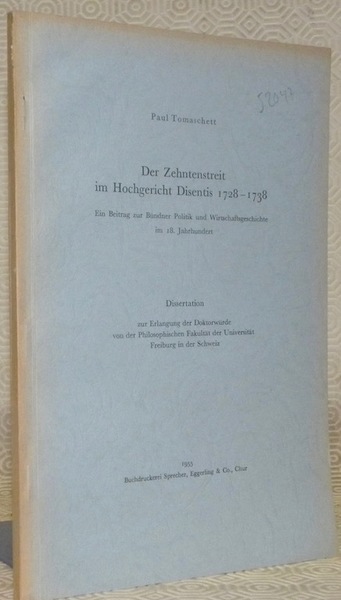 52047
Paul Tomaschett
Der Zehntenstreit
im Hochgericht Disentis 1728–1738
Ein Beitrag zur Bündner Politik und Wirtschaftsgeschichte
im 18. Jahrhundert
Dissertation
zur Erlangung der Doktorwürde
von der Philosophischen Fakultät der Universität
Freiburg in der Schweiz
1955
Buchdruckerei Sprecher, Eggerling & Co., Chur